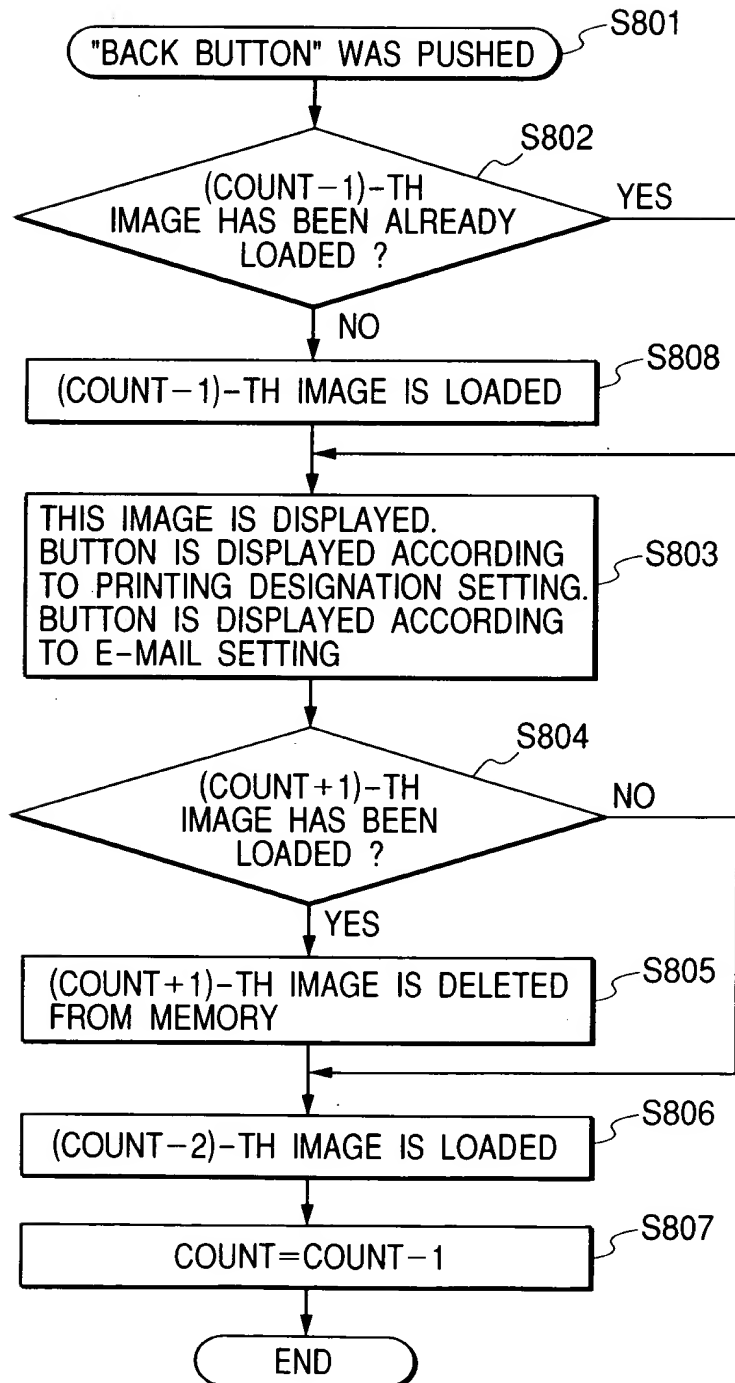 "BACK BUTTON" WAS PUSHED
S801
S802
(COUNT−1)-TH
IMAGE HAS BEEN ALREADY
LOADED ?
YES
NO
S808
(COUNT−1)-TH IMAGE IS LOADED
THIS IMAGE IS DISPLAYED.
BUTTON IS DISPLAYED ACCORDING
TO PRINTING DESIGNATION SETTING.
BUTTON IS DISPLAYED ACCORDING
TO E-MAIL SETTING
S803
S804
(COUNT+1)-TH
IMAGE HAS BEEN
LOADED ?
NO
YES
S805
(COUNT+1)-TH IMAGE IS DELETED
FROM MEMORY
S806
(COUNT−2)-TH IMAGE IS LOADED
S807
COUNT=COUNT−1
END